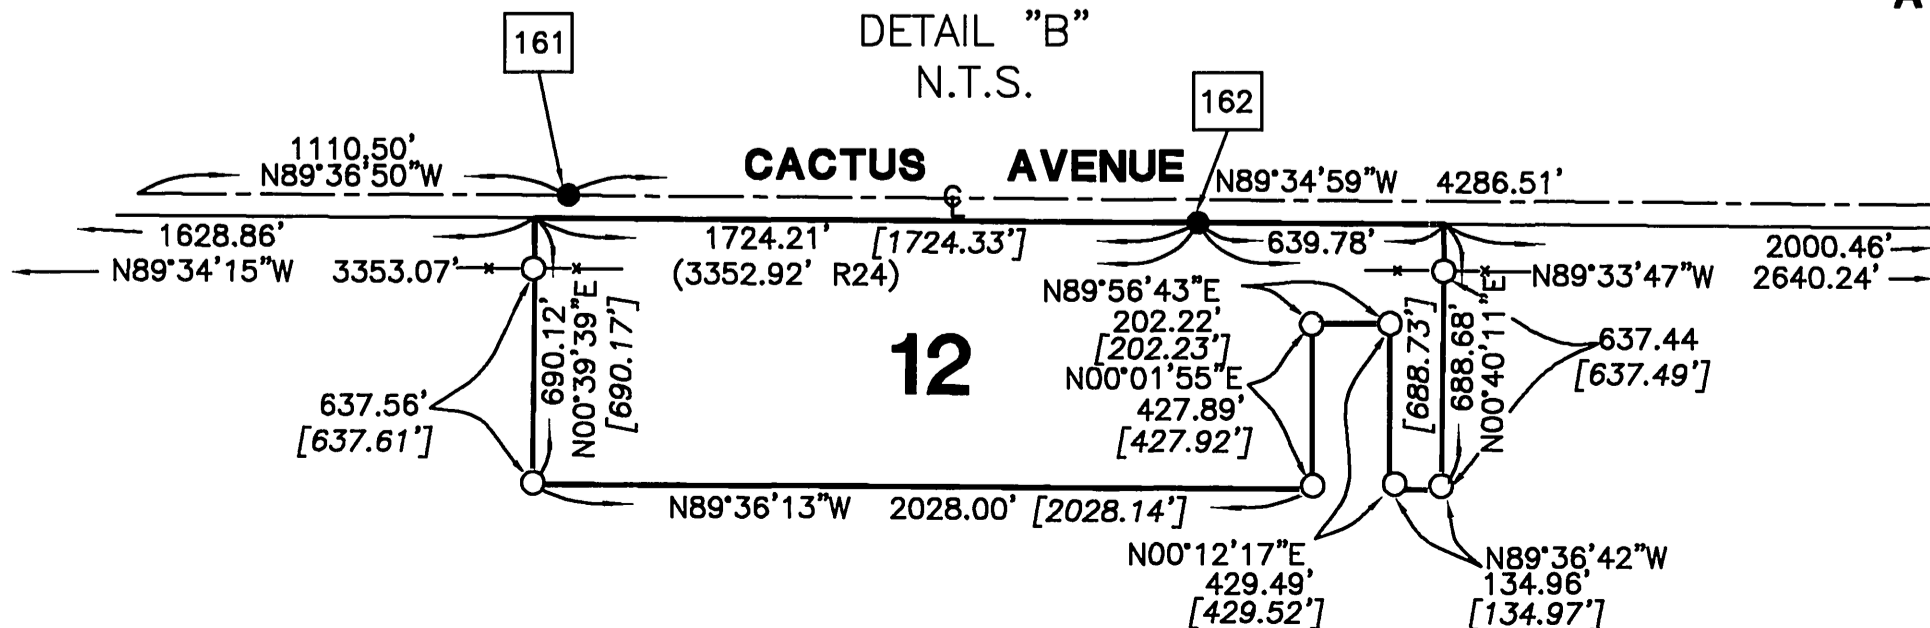 DETAIL "B"
N.T.S.
161
162
1110.50'
N89°36'50"W
CACTUS AVENUE
N89°34'59"W 4286.51'
1628.86'
1724.21' [1724.33']
639.78'
2000.46'
N89°34'15"W 3353.07'
(3352.92' R24)
N89°33'47"W 2640.24'
N89°56'43"E
202.22'
[202.23']
N00°01'55"E
427.89'
[427.92']
12
690.12'
N00°39'39"E
[690.17']
[688.73']
688.68'
N00°40'11"E
637.44
[637.49']
637.56'
[637.61']
N89°36'13"W 2028.00' [2028.14']
N00°12'17"E
429.49'
[429.52']
N89°36'42"W
134.96'
[134.97']